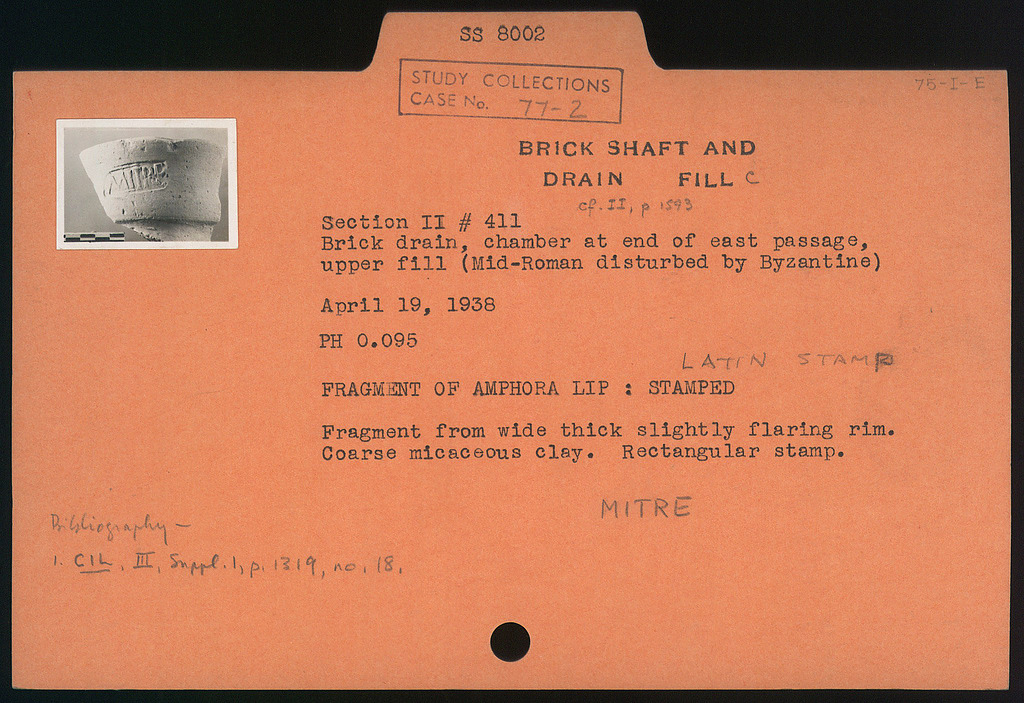 SS 8002
STUDY COLLECTIONS
CASE No. 77-2
75-I-E
MITRE
BRICK SHAFT AND
DRAIN FILL C
cf. II, p 1593
Section II # 411
Brick drain, chamber at end of east passage,
upper fill (Mid-Roman disturbed by Byzantine)
April 19, 1938
PH 0.095
LATIN STAMP
FRAGMENT OF AMPHORA LIP : STAMPED
Fragment from wide thick slightly flaring rim.
Coarse micaceous clay. Rectangular stamp.
MITRE
Bibliography —
1. CIL, III, Suppl. 1, p. 1319, no. 18.